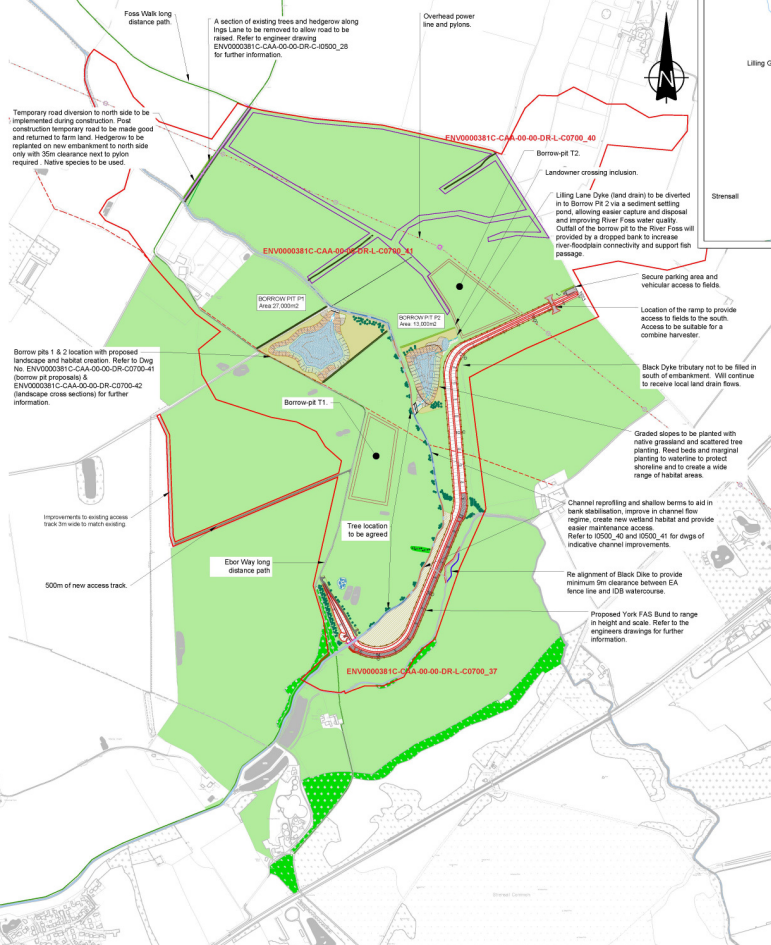 Foss Walk long
distance path.
A section of existing trees and hedgerow along
Ings Lane to be removed to allow road to be
raised. Refer to engineer drawing
ENV0000381C-CAA-00-00-DR-C-I0500_28
for further information.
Overhead power
line and pylons.
N
Lilling G
Temporary road diversion to north side to be
implemented during construction. Post
construction temporary road to be made good
and returned to farm land. Hedgerow to be
replanted on new embankment to north side
only with 35m clearance next to pylon
required . Native species to be used.
ENV0000381C-CAA-00-00-DR-L-C0700_40
Borrow-pit T2.
Landowner crossing inclusion.
Lilling Lane Dyke (land drain) to be diverted
in to Borrow Pit 2 via a sediment settling
pond, allowing easier capture and disposal
and improving River Foss water quality.
Outfall of the borrow pit to the River Foss will
provided by a dropped bank to increase
river-floodplain connectivity and support fish
passage.
Strensall
ENV0000381C-CAA-00-00-DR-L-C0700_41
Secure parking area and
vehicular access to fields.
BORROW PIT P1
Area 27,000m2
BORROW PIT P2
Area: 13,000m2
Location of the ramp to provide
access to fields to the south.
Access to be suitable for a
combine harvester.
Borrow pits 1 & 2 location with proposed
landscape and habitat creation. Refer to Dwg
No. ENV0000381C-CAA-00-00-DR-C0700-41
(borrow pit proposals) &
ENV0000381C-CAA-00-00-DR-C0700-42
(landscape cross sections) for further
information.
Black Dyke tributary not to be filled in
south of embankment. Will continue
to receive local land drain flows.
Borrow-pit T1.
Graded slopes to be planted with
native grassland and scattered tree
planting. Reed beds and marginal
planting to waterline to protect
shoreline and to create a wide
range of habitat areas.
Channel reprofiling and shallow berms to aid in
bank stabilisation, improve in channel flow
regime, create new wetland habitat and provide
easier maintenance access.
Refer to I0500_40 and I0500_41 for dwgs of
indicative channel improvements.
Improvements to existing access
track 3m wide to match existing.
Tree location
to be agreed
Ebor Way long
distance path
500m of new access track.
Re alignment of Black Dike to provide
minimum 9m clearance between EA
fence line and IDB watercourse.
Proposed York FAS Bund to range
in height and scale. Refer to the
engineers drawings for further
information.
ENV0000381C-CAA-00-00-DR-L-C0700_37